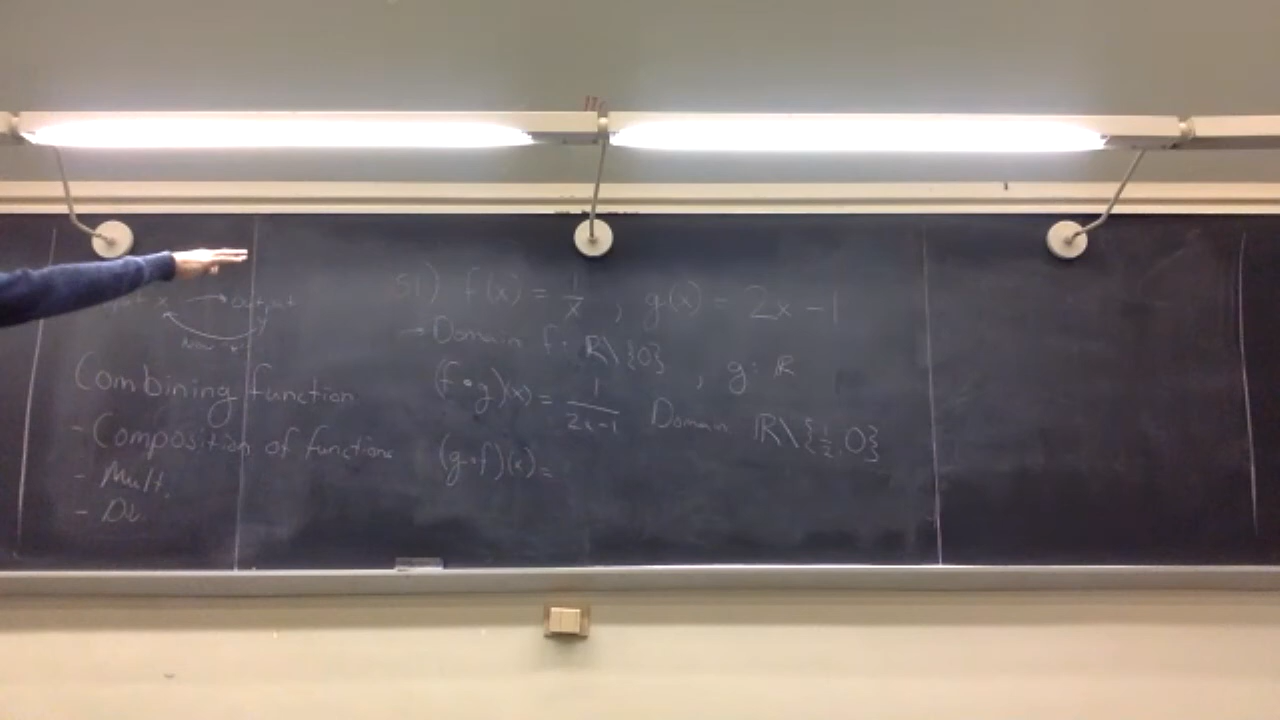 x → output
y
Combining function
- Composition of functions
- Mult.
- Di
51) f(x) = 1/x , g(x) = 2x - 1
→ Domain f: ℝ\{0} , g: ℝ
(f∘g)(x) = 1/(2x-1) Domain ℝ\{1/2, 0}
(g∘f)(x) =